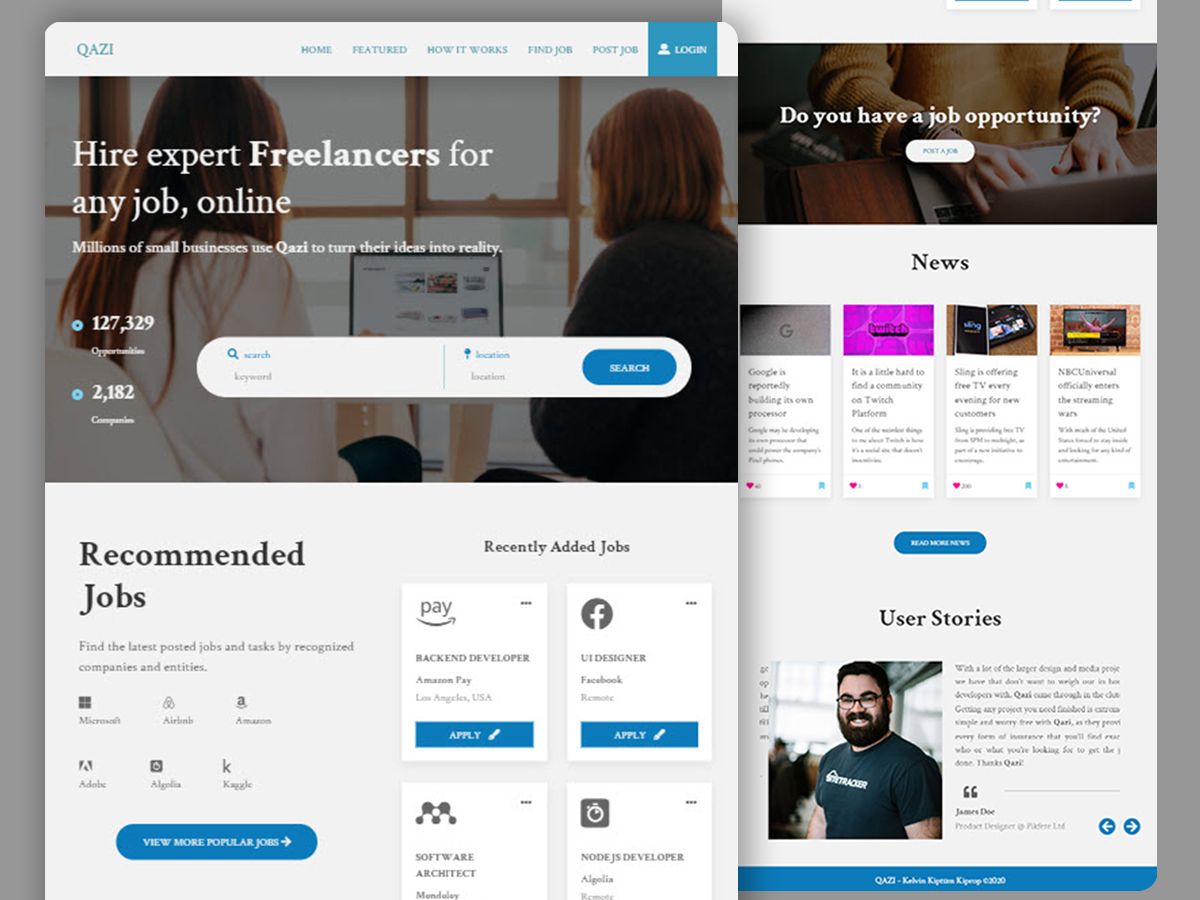 QAZI
HOME
FEATURED
HOW IT WORKS
FIND JOB
POST JOB
LOGIN
Hire expert Freelancers for
any job, online
Millions of small businesses use Qazi to turn their ideas into reality.
127,329
Opportunities
2,182
Companies
search
keyword
location
location
SEARCH
Recommended
Jobs
Find the latest posted jobs and tasks by recognized
companies and entities.
Microsoft
Airbnb
Amazon
Adobe
Algolia
Kaggle
VIEW MORE POPULAR JOBS
Recently Added Jobs
pay
BACKEND DEVELOPER
Amazon Pay
Los Angeles, USA
APPLY
UI DESIGNER
Facebook
Remote
APPLY
SOFTWARE
ARCHITECT
Mendeley
NODEJS DEVELOPER
Algolia
Remote
Do you have a job opportunity?
POST A JOB
News
Google is
reportedly
building its own
processor
Google may be developing
its own processor that
could power the company's
Pixel phones.
40
twitch
It is a little hard to
find a community
on Twitch
Platform
One of the weirdest things
to me about Twitch is how
it's a social site that doesn't
incentivies.
1
sling
Sling is offering
free TV every
evening for new
customers
Sling is providing free TV
from 5PM to midnight, as
part of a new initiative to
encourage.
200
NBCUniversal
officially enters
the streaming
wars
With much of the United
States forced to stay inside
and looking for any kind of
entertainment.
8
READ MORE NEWS
User Stories
SITETRACKER
With a lot of the larger design and media proje
we have that don't want to weigh our in hou
developers with, Qazi came through in the clut
Getting any project you need finished is extrem
simple and worry-free with Qazi, as they provi
every form of insurance that you'll find exac
who or what you're looking for to get the j
done. Thanks Qazi!
James Doe
Product Designer @ Pikfere Ltd
QAZI - Kelvin Kiptum Kiprop ©2020